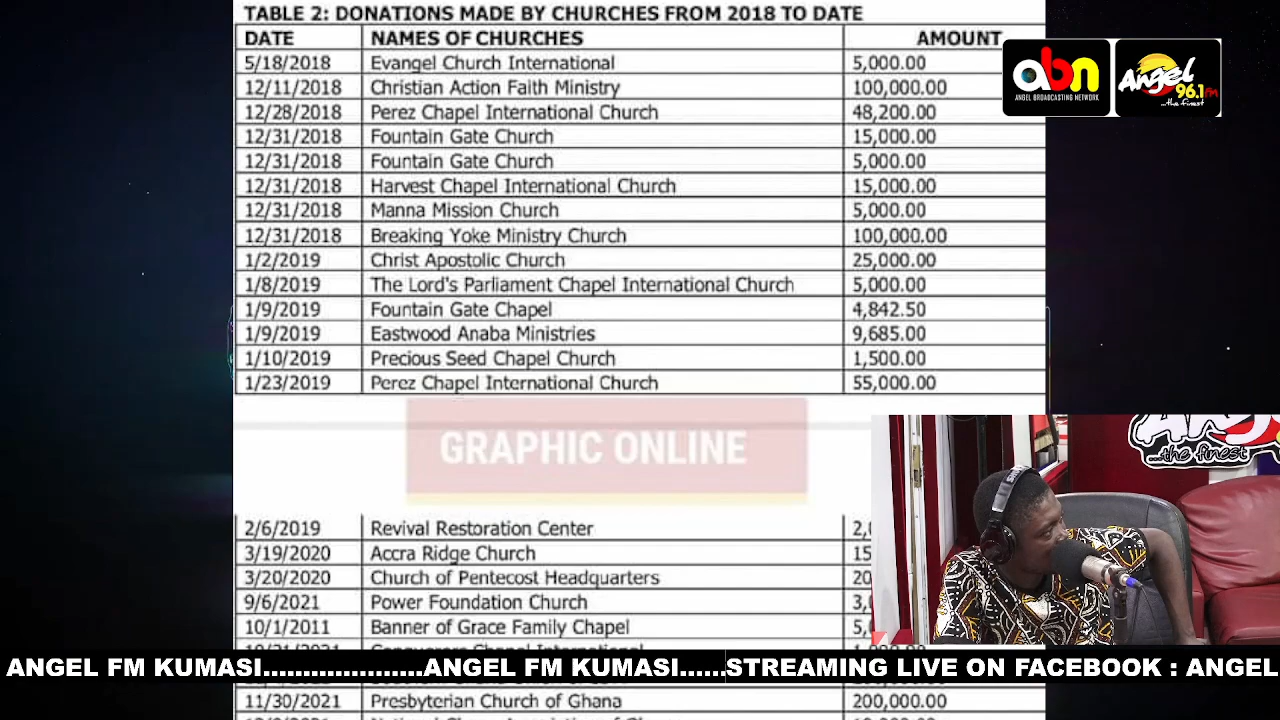 TABLE 2: DONATIONS MADE BY CHURCHES FROM 2018 TO DATE
DATE NAMES OF CHURCHES AMOUNT
5/18/2018 Evangel Church International 5,000.00
12/11/2018 Christian Action Faith Ministry 100,000.00
12/28/2018 Perez Chapel International Church 48,200.00
12/31/2018 Fountain Gate Church 15,000.00
12/31/2018 Fountain Gate Church 5,000.00
12/31/2018 Harvest Chapel International Church 15,000.00
12/31/2018 Manna Mission Church 5,000.00
12/31/2018 Breaking Yoke Ministry Church 100,000.00
1/2/2019 Christ Apostolic Church 25,000.00
1/8/2019 The Lord's Parliament Chapel International Church 5,000.00
1/9/2019 Fountain Gate Chapel 4,842.50
1/9/2019 Eastwood Anaba Ministries 9,685.00
1/10/2019 Precious Seed Chapel Church 1,500.00
1/23/2019 Perez Chapel International Church 55,000.00
abn
ANGEL BROADCASTING NETWORK
Angel
96.1 FM
...the finest
GRAPHIC ONLINE
...the finest
2/6/2019 Revival Restoration Center
3/19/2020 Accra Ridge Church 15
3/20/2020 Church of Pentecost Headquarters 20
9/6/2021 Power Foundation Church 3,
10/1/2011 Banner of Grace Family Chapel 5,
ANGEL FM KUMASI....................ANGEL FM KUMASI......STREAMING LIVE ON FACEBOOK : ANGEL
11/30/2021 Presbyterian Church of Ghana 200,000.00